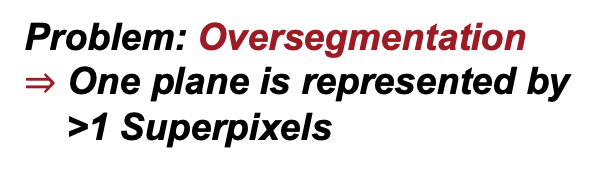 Problem: Oversegmentation
⇒ One plane is represented by
>1 Superpixels